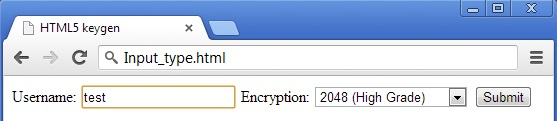 HTML5 keygen
Input_type.html
Username: test Encryption: 2048 (High Grade) Submit